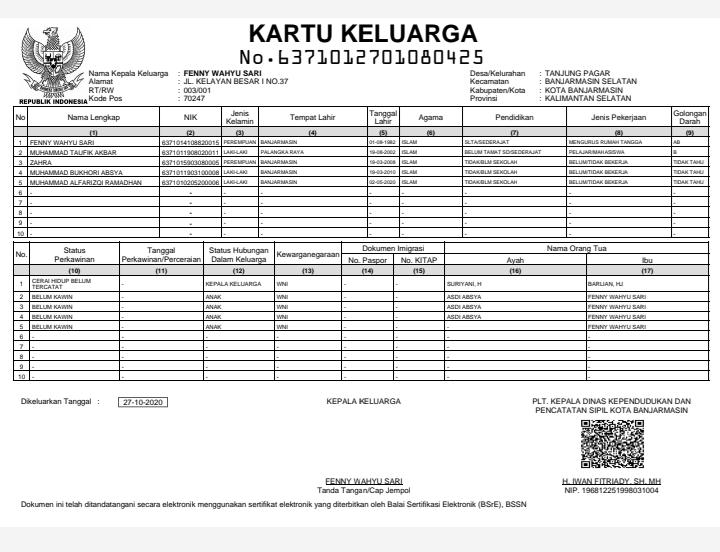 KARTU KELUARGA
No.6371012701080425
REPUBLIK INDONESIA
Nama Kepala Keluarga : FENNY WAHYU SARI
Alamat : JL. KELAYAN BESAR I NO.37
RT/RW : 003/001
Kode Pos : 70247
Desa/Kelurahan : TANJUNG PAGAR
Kecamatan : BANJARMASIN SELATAN
Kabupaten/Kota : KOTA BANJARMASIN
Provinsi : KALIMANTAN SELATAN
No Nama Lengkap NIK Jenis Kelamin Tempat Lahir Tanggal Lahir Agama Pendidikan Jenis Pekerjaan Golongan Darah
(1) (2) (3) (4) (5) (6) (7) (8) (9)
1 FENNY WAHYU SARI 6371014108820015 PEREMPUAN BANJARMASIN 01-08-1982 ISLAM SLTA/SEDERAJAT MENGURUS RUMAH TANGGA AB
2 MUHAMMAD TAUFIK AKBAR 6371011908020011 LAKI-LAKI PALANGKA RAYA 19-08-2002 ISLAM BELUM TAMAT SD/SEDERAJAT PELAJAR/MAHASISWA B
3 ZAHRA 6371015903080005 PEREMPUAN BANJARMASIN 19-03-2008 ISLAM TIDAK/BLM SEKOLAH BELUM/TIDAK BEKERJA TIDAK TAHU
4 MUHAMMAD BUKHORI ABSYA 6371011903100008 LAKI-LAKI BANJARMASIN 19-03-2010 ISLAM TIDAK/BLM SEKOLAH BELUM/TIDAK BEKERJA TIDAK TAHU
5 MUHAMMAD ALFARIZQI RAMADHAN 6371010205200006 LAKI-LAKI BANJARMASIN 02-05-2020 ISLAM TIDAK/BLM SEKOLAH BELUM/TIDAK BEKERJA TIDAK TAHU
6 - - - - - - - - -
7 - - - - - - - - -
8 - - - - - - - - -
9 - - - - - - - - -
10 - - - - - - - - -
No. Status Perkawinan Tanggal Perkawinan/Perceraian Status Hubungan Dalam Keluarga Kewarganegaraan Dokumen Imigrasi Nama Orang Tua
No. Paspor No. KITAP Ayah Ibu
(10) (11) (12) (13) (14) (15) (16) (17)
1 CERAI HIDUP BELUM TERCATAT - KEPALA KELUARGA WNI - - SURIYANI, H BARLIAN, HJ
2 BELUM KAWIN - ANAK WNI - - ASDI ABSYA FENNY WAHYU SARI
3 BELUM KAWIN - ANAK WNI - - ASDI ABSYA FENNY WAHYU SARI
4 BELUM KAWIN - ANAK WNI - - ASDI ABSYA FENNY WAHYU SARI
5 BELUM KAWIN - ANAK WNI - - - FENNY WAHYU SARI
6 - - - - - - - -
7 - - - - - - - -
8 - - - - - - - -
9 - - - - - - - -
10 - - - - - - - -
Dikeluarkan Tanggal : 27-10-2020
KEPALA KELUARGA
PLT. KEPALA DINAS KEPENDUDUKAN DAN
PENCATATAN SIPIL KOTA BANJARMASIN
FENNY WAHYU SARI
Tanda Tangan/Cap Jempol
H. IWAN FITRIADY, SH, MH
NIP. 196812251998031004
Dokumen ini telah ditandatangani secara elektronik menggunakan sertifikat elektronik yang diterbitkan oleh Balai Sertifikasi Elektronik (BSrE), BSSN